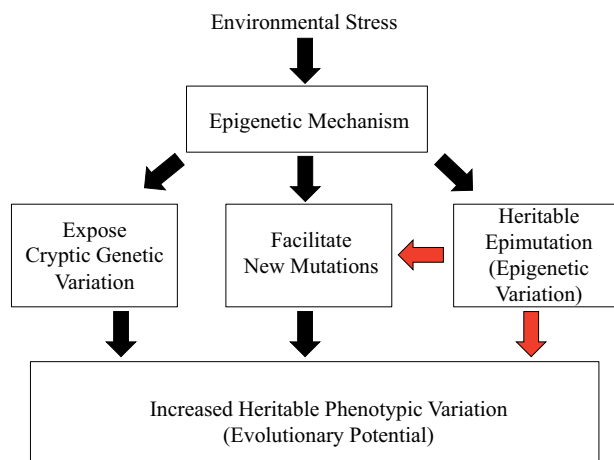 Environmental Stress
Epigenetic Mechanism
Expose
Cryptic Genetic
Variation
Facilitate
New Mutations
Heritable
Epimutation
(Epigenetic
Variation)
Increased Heritable Phenotypic Variation
(Evolutionary Potential)